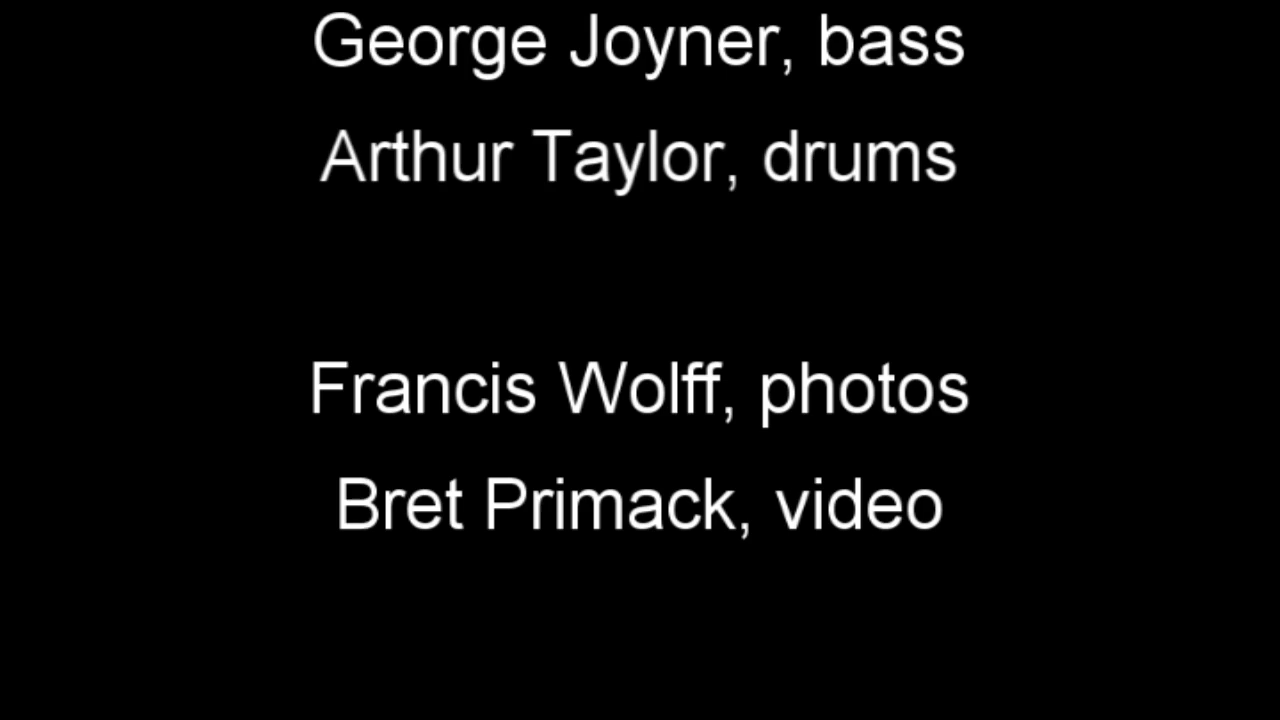 George Joyner, bass
Arthur Taylor, drums
Francis Wolff, photos
Bret Primack, video